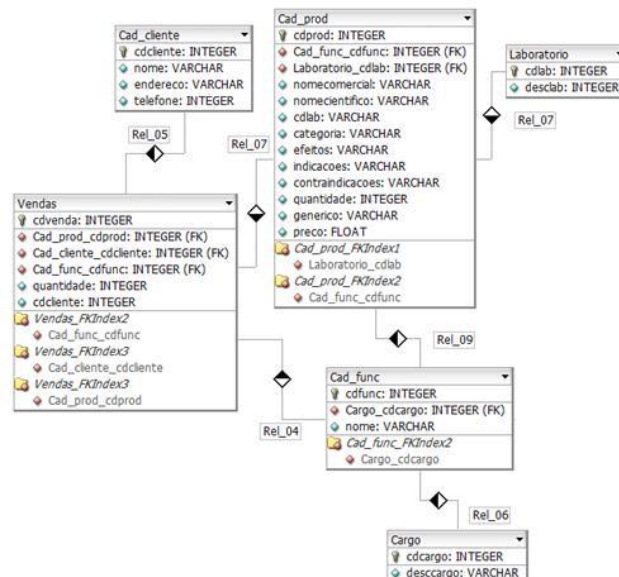 Cad_cliente
cdcliente: INTEGER
nome: VARCHAR
endereco: VARCHAR
telefone: INTEGER
Cad_prod
cdprod: INTEGER
Cad_func_cdfunc: INTEGER (FK)
Laboratorio_cdlab: INTEGER (FK)
nomecomercial: VARCHAR
nomecientifico: VARCHAR
cdlab: VARCHAR
categoria: VARCHAR
efeitos: VARCHAR
indicacoes: VARCHAR
contraindicacoes: VARCHAR
quantidade: INTEGER
generico: VARCHAR
preco: FLOAT
Cad_prod_FKIndex1
Laboratorio_cdlab
Cad_prod_FKIndex2
Cad_func_cdfunc
Laboratorio
cdlab: INTEGER
desclab: INTEGER
Rel_05
Rel_07
Rel_07
Vendas
cdvenda: INTEGER
Cad_prod_cdprod: INTEGER (FK)
Cad_cliente_cdcliente: INTEGER (FK)
Cad_func_cdfunc: INTEGER (FK)
quantidade: INTEGER
cdcliente: INTEGER
Vendas_FKIndex2
Cad_func_cdfunc
Vendas_FKIndex3
Cad_cliente_cdcliente
Vendas_FKIndex3
Cad_prod_cdprod
Rel_09
Rel_04
Cad_func
cdfunc: INTEGER
Cargo_cdcargo: INTEGER (FK)
nome: VARCHAR
Cad_func_FKIndex2
Cargo_cdcargo
Rel_06
Cargo
cdcargo: INTEGER
desccargo: VARCHAR